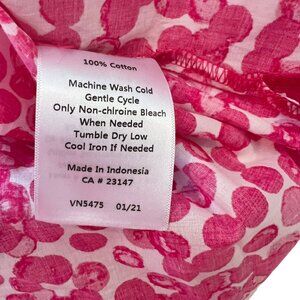 100% Cotton
Machine Wash Cold
Gentle Cycle
Only Non-chlroine Bleach
When Needed
Tumble Dry Low
Cool Iron If Needed
Made In Indonesia
CA # 23147
VN5475 01/21